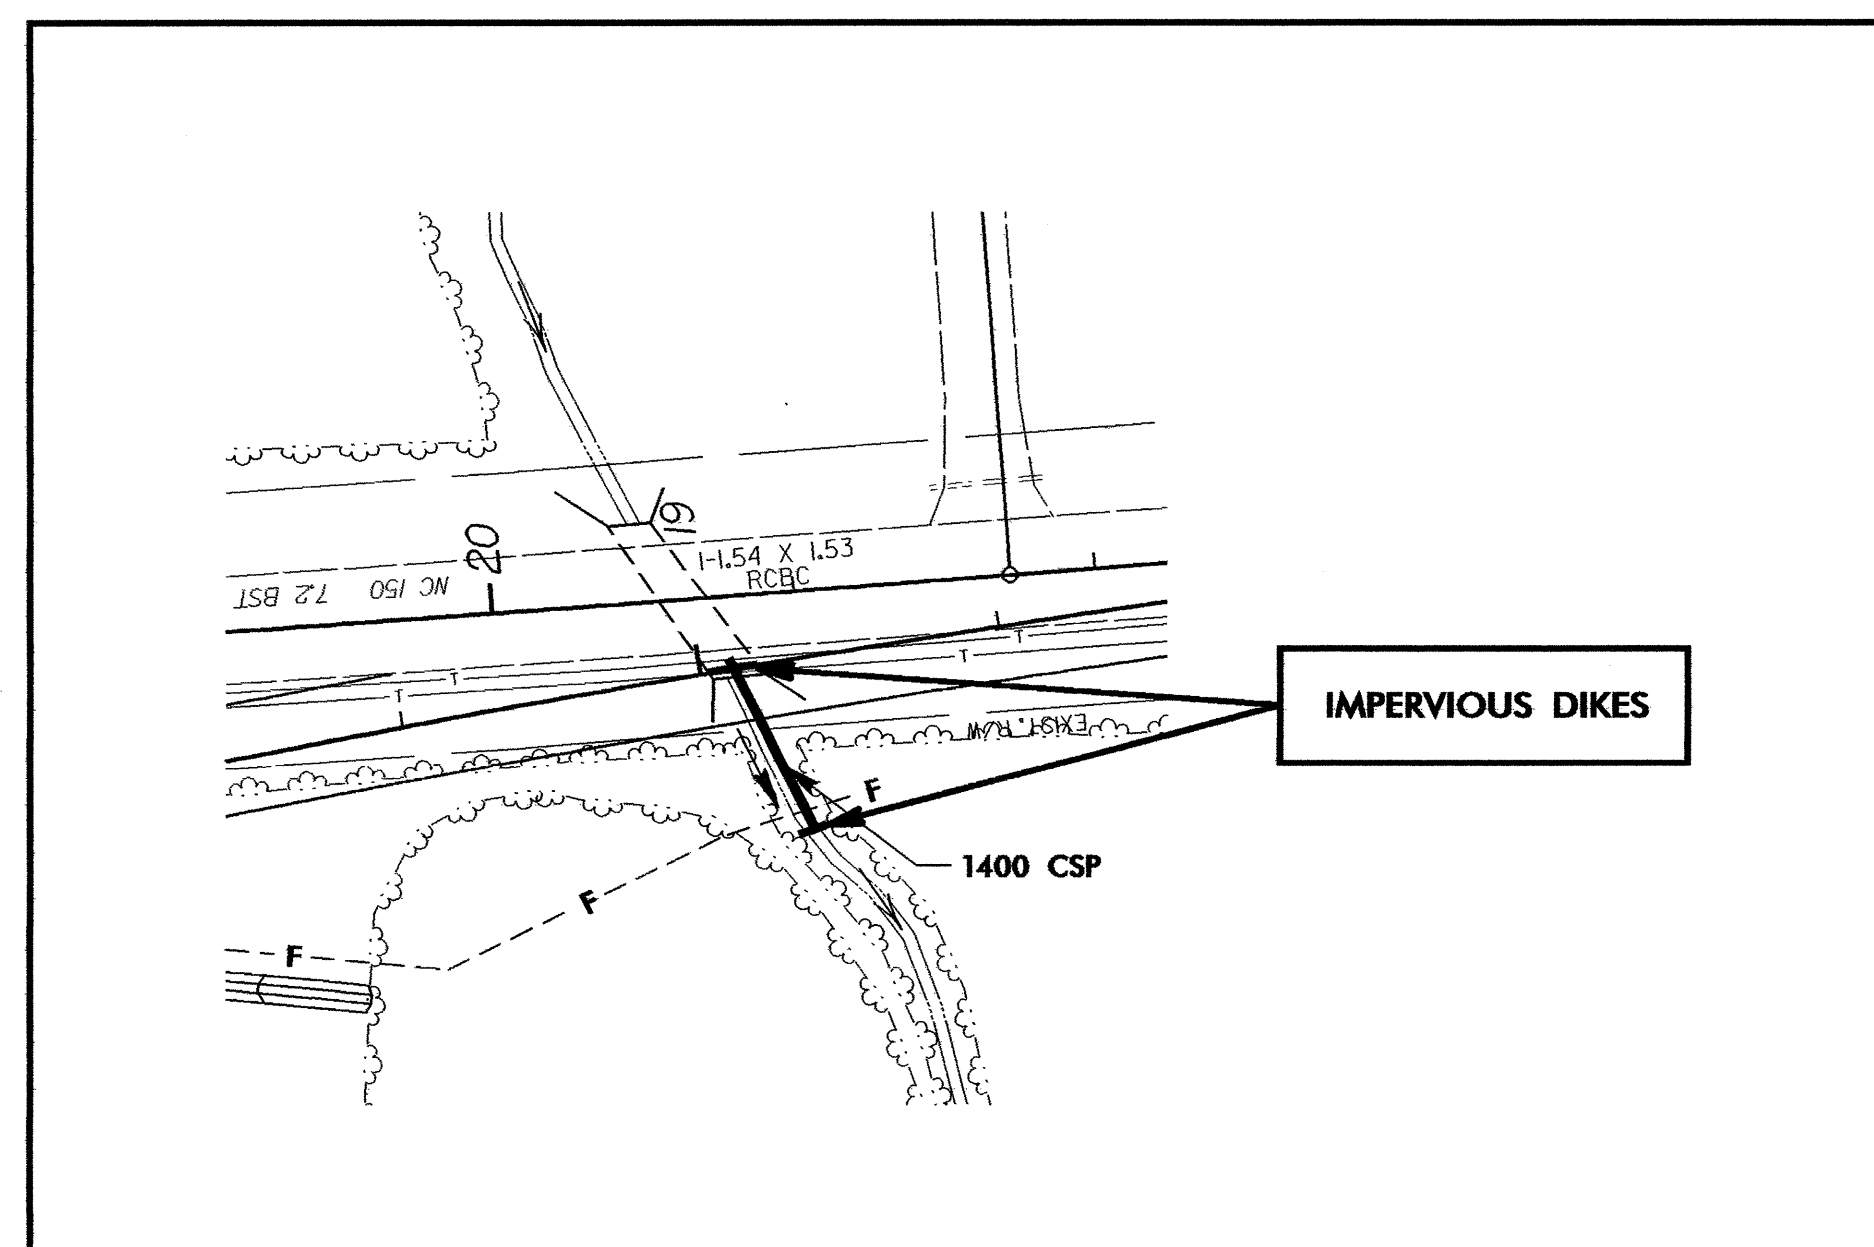 19
20
1-1.54 X 1.53
RCBC
NC 150 7.2 BST
T
T
T
T
IMPERVIOUS DIKES
EXIST. R/W
F
1400 CSP
F
F